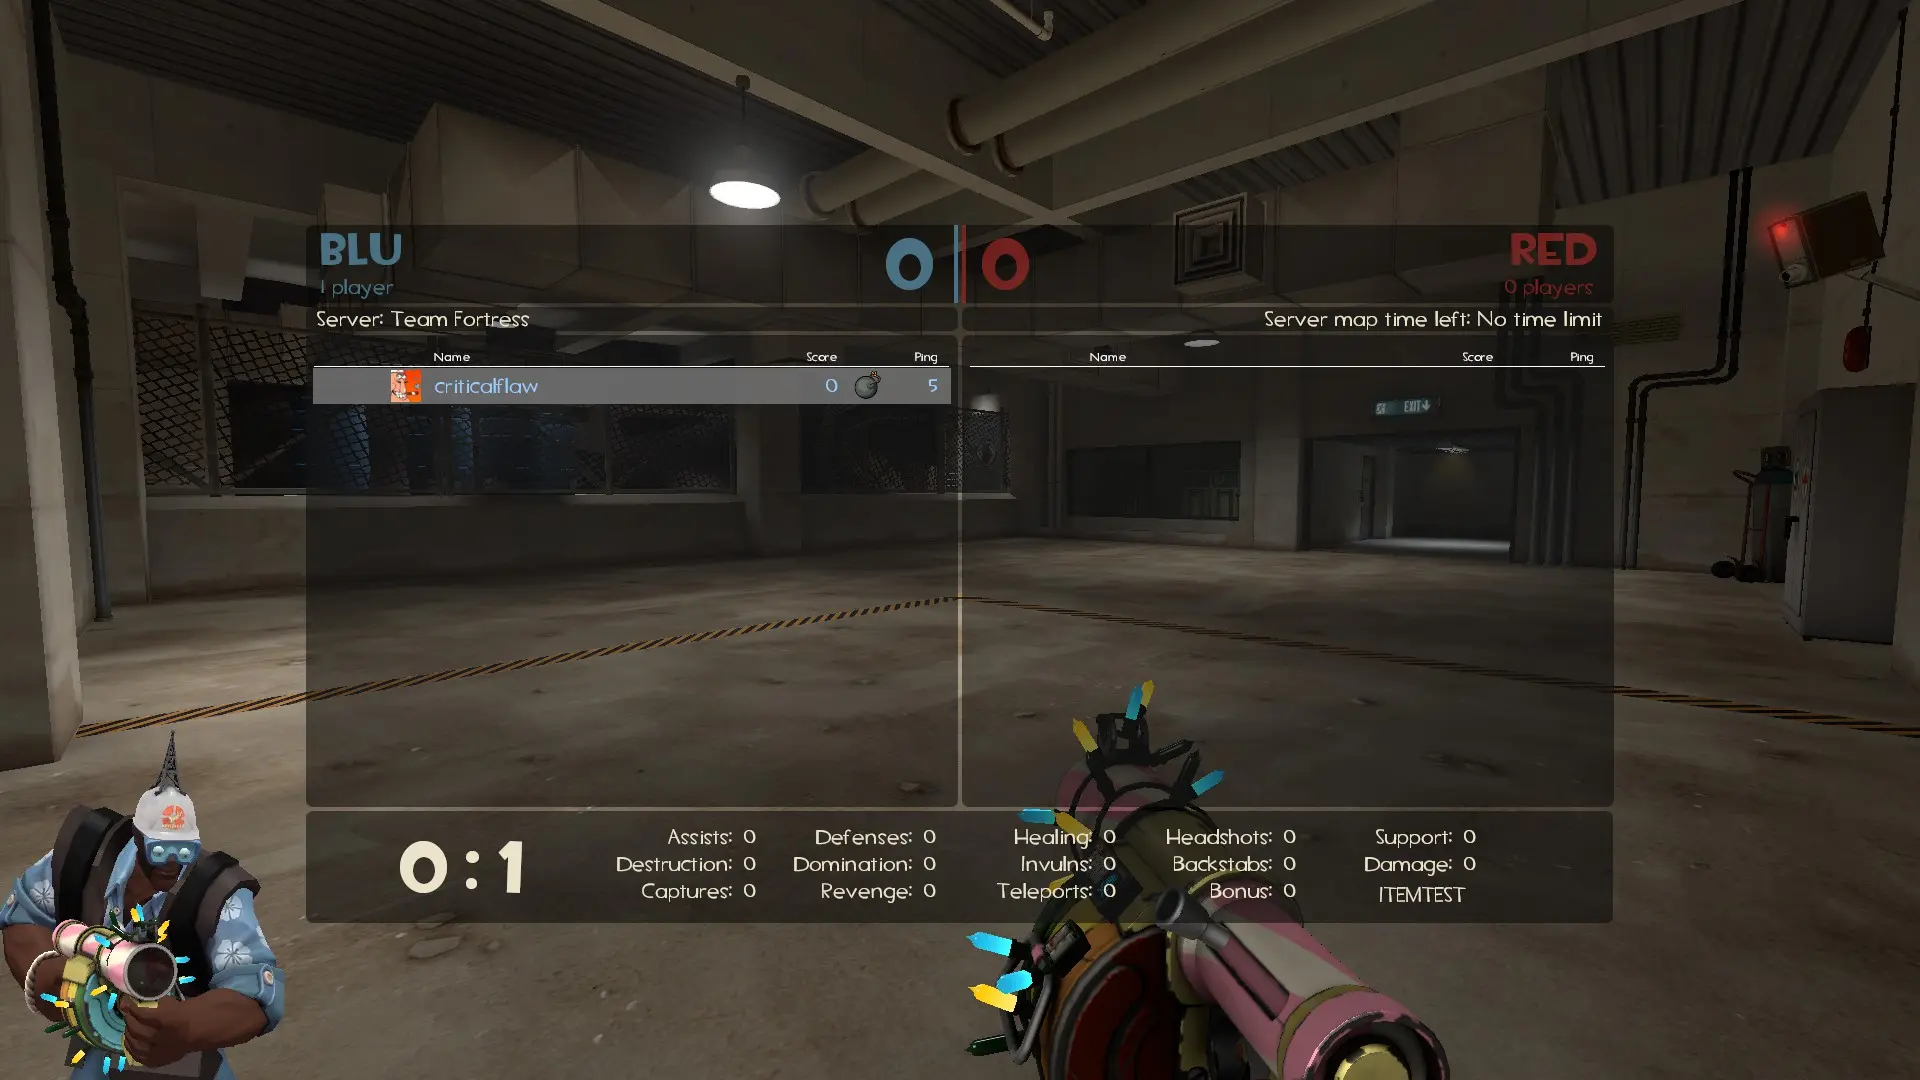 BLU
1 player
0
0
RED
0 players
Server: Team Fortress
Server map time left: No time limit
Name Score Ping
Name Score Ping
criticalflaw 0 5
EXIT
0:1
Assists: 0
Destruction: 0
Captures: 0
Defenses: 0
Domination: 0
Revenge: 0
Healing: 0
Invulns: 0
Teleports: 0
Headshots: 0
Backstabs: 0
Bonus: 0
Support: 0
Damage: 0
ITEMTEST